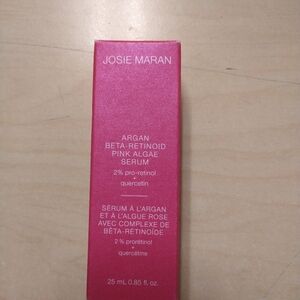 JOSIE MARAN
ARGAN
BETA-RETINOID
PINK ALGAE
SERUM
2% pro-retinol
+
quercetin
SÉRUM À L'ARGAN
ET À L'ALGUE ROSE
AVEC COMPLEXE DE
BÊTA-RÉTINOÏDE
2 % prorétinol
+
quercétine
25 mL 0.85 fl. oz.